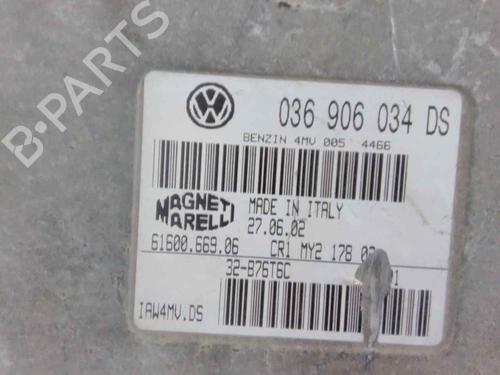 B-PARTS
036 906 034 DS
BENZIN 4MV 005 4466
MAGNETI MARELLI
MADE IN ITALY
27.06.02
61600.669.06 CR1 MY2 178
32-B76T6C
IAW4MV.DS